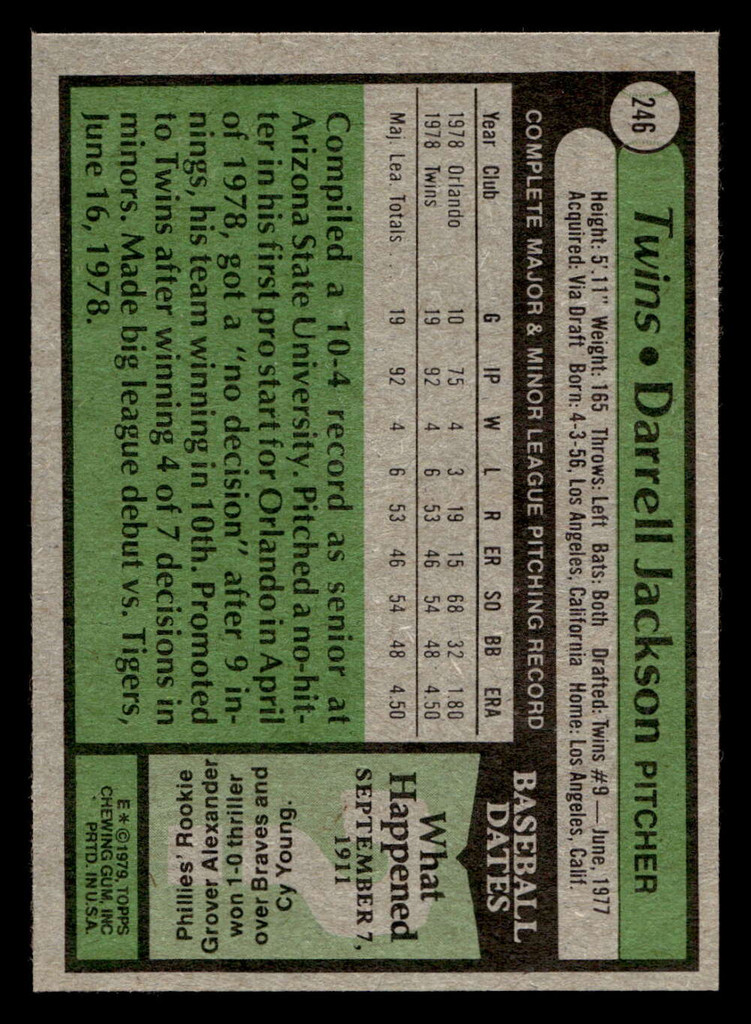 246
Twins • Darrell Jackson PITCHER
Height: 5'.11" Weight: 165 Throws: Left Bats: Both Drafted: Twins #9 — June, 1977
Acquired: Via Draft Born: 4-3-56, Los Angeles, California Home: Los Angeles, Calif.
COMPLETE MAJOR & MINOR LEAGUE PITCHING RECORD
Year Club G IP W L R ER SO BB ERA
1978 Orlando 10 75 4 3 19 15 68 32 1.80
1978 Twins 19 92 4 6 53 46 54 48 4.50
Maj. Lea. Totals . . 19 92 4 6 53 46 54 48 4.50
Compiled a 10-4 record as senior at
Arizona State University. Pitched a no-hit-
ter in his first pro start for Orlando in April
of 1978, got a "no decision" after 9 in-
nings, his team winning in 10th. Promoted
to Twins after winning 4 of 7 decisions in
minors. Made big league debut vs. Tigers,
June 16, 1978.
BASEBALL
DATES
What
Happened
SEPTEMBER 7,
1911
Phillies' Rookie
Grover Alexander
won 1-0 thriller
over Braves and
Cy Young.
E*© 1979, TOPPS
CHEWING GUM, INC
PRTD. IN U.S.A.